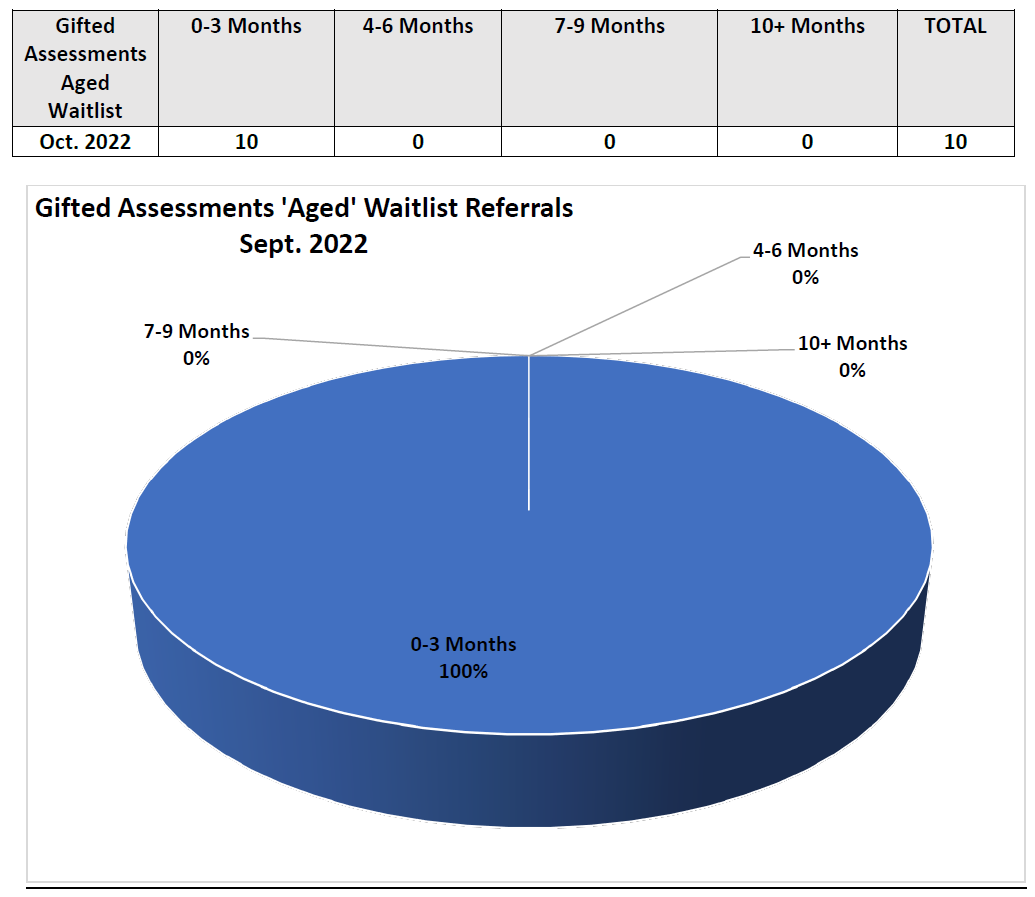 Gifted Assessments Aged Waitlist 0-3 Months 4-6 Months 7-9 Months 10+ Months TOTAL
Oct. 2022 10 0 0 0 10
Gifted Assessments 'Aged' Waitlist Referrals
Sept. 2022
4-6 Months
0%
7-9 Months
0%
10+ Months
0%
0-3 Months
100%